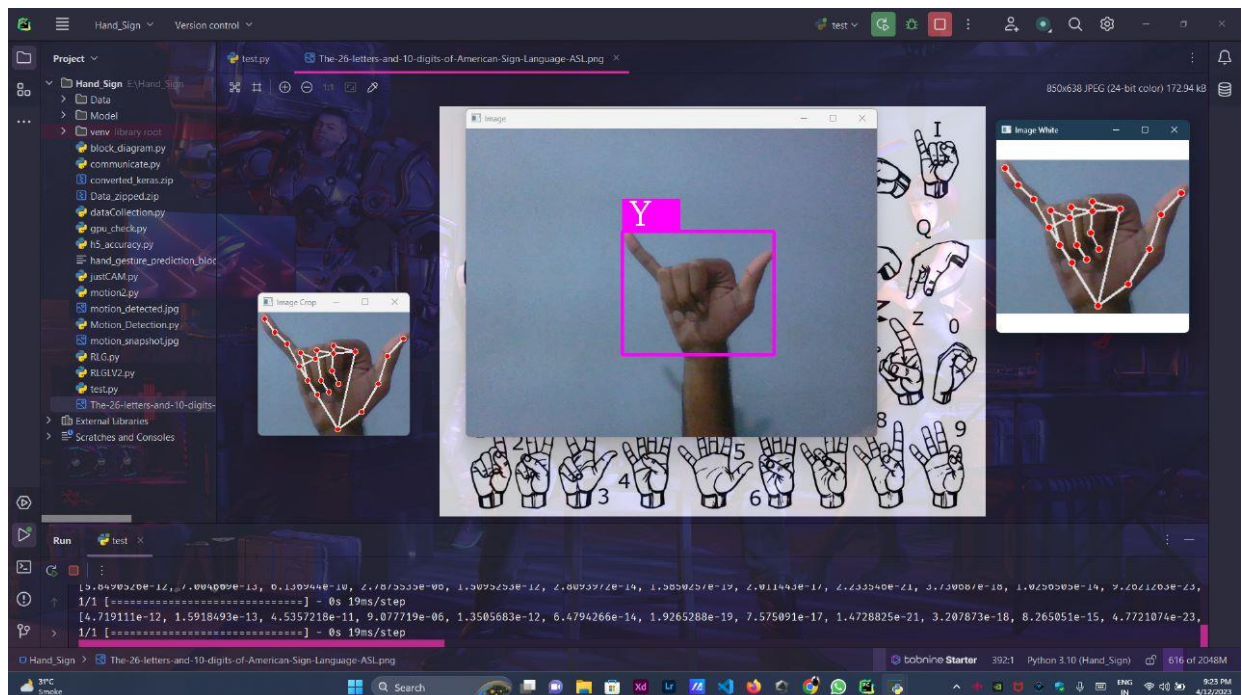 Hand_Sign
Version control
test
Project
test.py
The-26-letters-and-10-digits-of-American-Sign-Language-ASL.png
1:1
850x638 JPEG (24-bit color) 172.94 kB
Hand_Sign E:\Hand_Sign
Data
Model
venv library root
block_diagram.py
communicate.py
converted_keras.zip
Data_zipped.zip
dataCollection.py
gpu_check.py
h5_accuracy.py
hand_gesture_prediction_bloc
justCAM.py
motion2.py
motion_detected.jpg
Motion_Detection.py
motion_snapshot.jpg
RLG.py
RLGLV2.py
test.py
The-26-letters-and-10-digits-
External Libraries
Scratches and Consoles
Image Crop
Image
Y
Image White
I
Q
Z
0
2
3
4
5
6
8
9
Run
test
1/1 [==============================] - 0s 19ms/step
[4.719111e-12, 1.5918493e-13, 4.5357218e-11, 9.077719e-06, 1.3505683e-12, 6.4794266e-14, 1.9265288e-19, 7.575091e-17, 1.4728825e-21, 3.207873e-18, 8.265051e-15, 4.7721074e-23,
1/1 [==============================] - 0s 19ms/step
Hand_Sign > The-26-letters-and-10-digits-of-American-Sign-Language-ASL.png
bobnine Starter
392:1
Python 3.10 (Hand_Sign)
616 of 2048M
31°C
Smoke
Search
ENG
IN
9:23 PM
4/12/2023